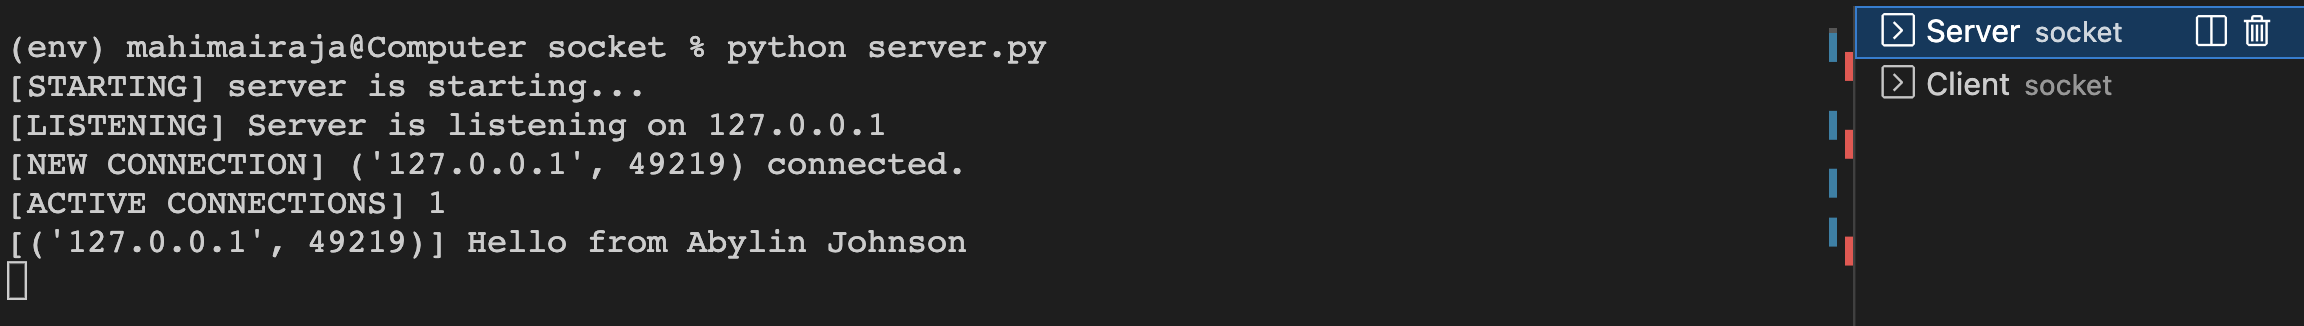 (env) mahimairaja@Computer socket % python server.py
[STARTING] server is starting...
[LISTENING] Server is listening on 127.0.0.1
[NEW CONNECTION] ('127.0.0.1', 49219) connected.
[ACTIVE CONNECTIONS] 1
[('127.0.0.1', 49219)] Hello from Abylin Johnson
Server socket
Client socket